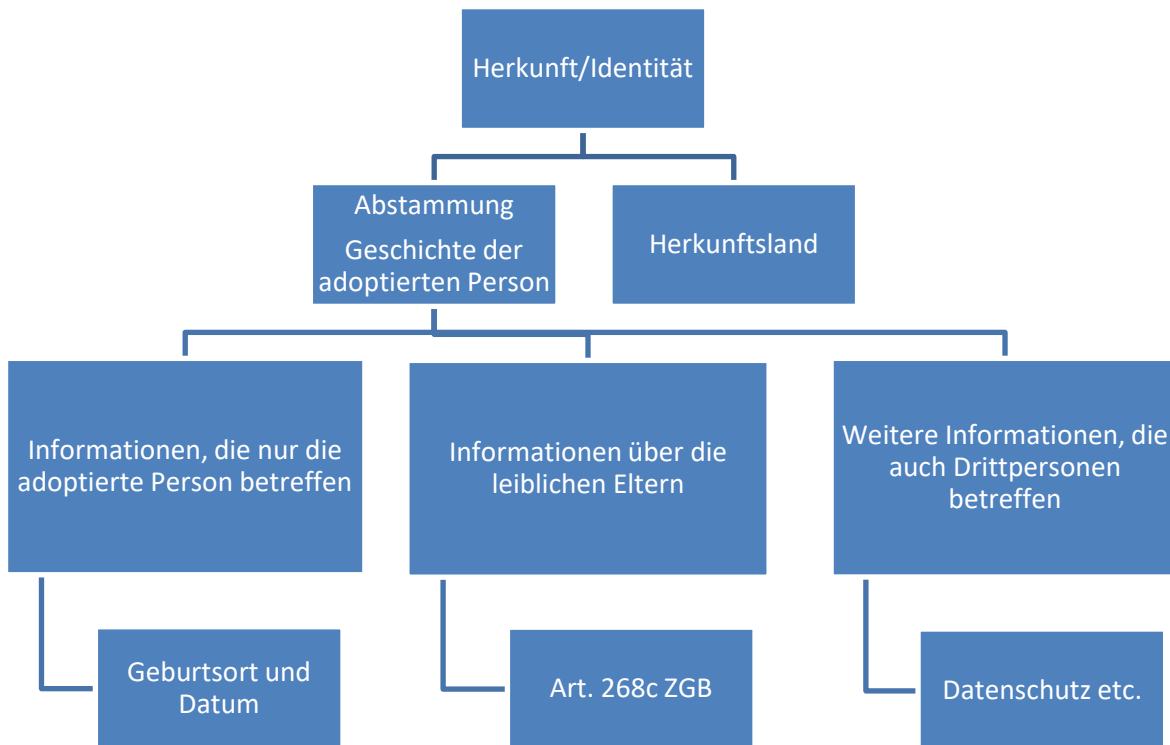 Herkunft/Identität
Abstammung
Geschichte der
adoptierten Person
Herkunftsland
Informationen, die nur die
adoptierte Person betreffen
Informationen über die
leiblichen Eltern
Weitere Informationen, die
auch Drittpersonen
betreffen
Geburtsort und
Datum
Art. 268c ZGB
Datenschutz etc.